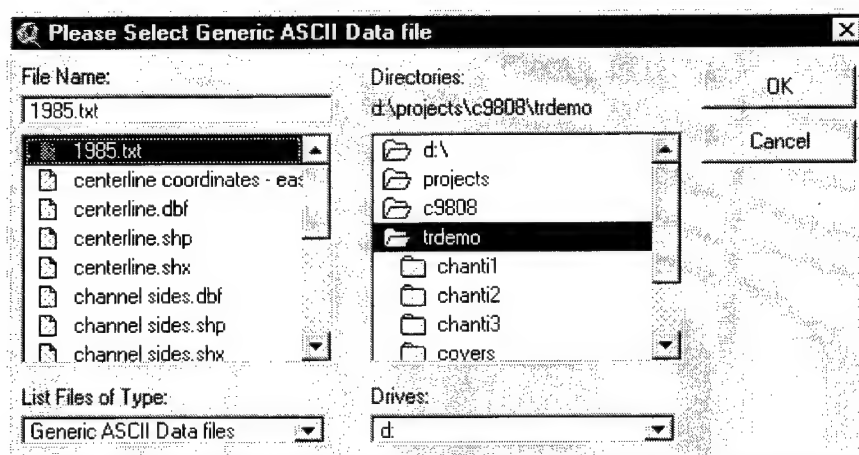 Please Select Generic ASCII Data file
File Name:
1985.txt
1985.txt
centerline coordinates - eas
centerline.dbf
centerline.shp
centerline.shx
channel sides.dbf
channel sides.shp
channel sides.shx
List Files of Type:
Generic ASCII Data files
Directories:
d:\projects\c9808\trdemo
d:\
projects
c9808
trdemo
chanti1
chanti2
chanti3
covers
Drives:
d:
OK
Cancel